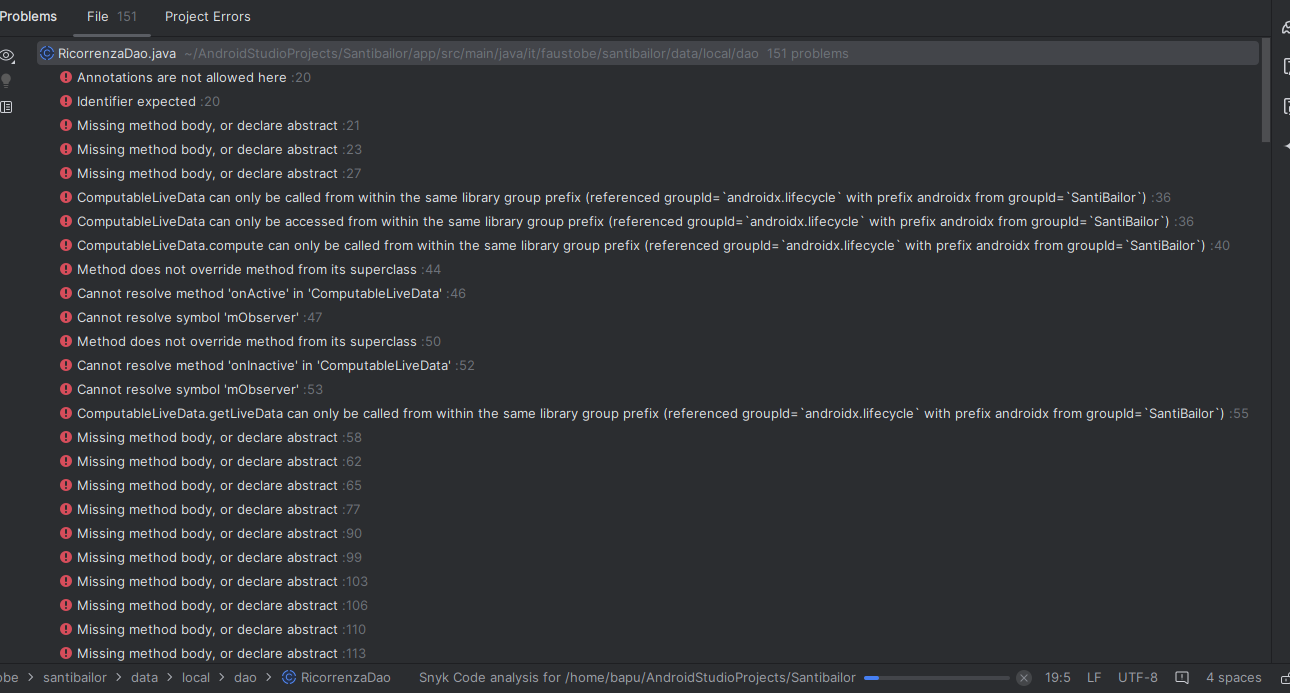 Problems File 151 Project Errors
RicorrenzaDao.java ~/AndroidStudioProjects/Santibailor/app/src/main/java/it/faustobe/santibailor/data/local/dao 151 problems
Annotations are not allowed here :20
Identifier expected :20
Missing method body, or declare abstract :21
Missing method body, or declare abstract :23
Missing method body, or declare abstract :27
ComputableLiveData can only be called from within the same library group prefix (referenced groupId=`androidx.lifecycle` with prefix androidx from groupId=`SantiBailor`) :36
ComputableLiveData can only be accessed from within the same library group prefix (referenced groupId=`androidx.lifecycle` with prefix androidx from groupId=`SantiBailor`) :36
ComputableLiveData.compute can only be called from within the same library group prefix (referenced groupId=`androidx.lifecycle` with prefix androidx from groupId=`SantiBailor`) :40
Method does not override method from its superclass :44
Cannot resolve method 'onActive' in 'ComputableLiveData' :46
Cannot resolve symbol 'mObserver' :47
Method does not override method from its superclass :50
Cannot resolve method 'onInactive' in 'ComputableLiveData' :52
Cannot resolve symbol 'mObserver' :53
ComputableLiveData.getLiveData can only be called from within the same library group prefix (referenced groupId=`androidx.lifecycle` with prefix androidx from groupId=`SantiBailor`) :55
Missing method body, or declare abstract :58
Missing method body, or declare abstract :62
Missing method body, or declare abstract :65
Missing method body, or declare abstract :77
Missing method body, or declare abstract :90
Missing method body, or declare abstract :99
Missing method body, or declare abstract :103
Missing method body, or declare abstract :106
Missing method body, or declare abstract :110
Missing method body, or declare abstract :113
obe > santibailor > data > local > dao > RicorrenzaDao Snyk Code analysis for /home/bapu/AndroidStudioProjects/Santibailor 19:5 LF UTF-8 4 spaces